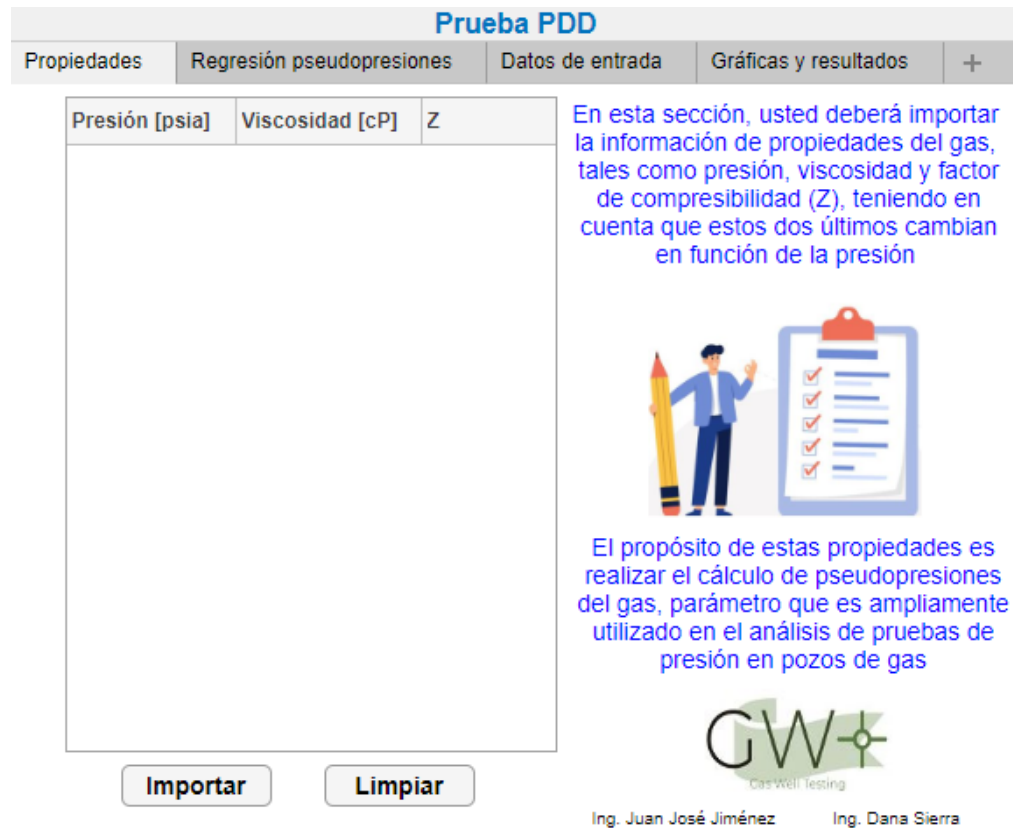 Prueba PDD
Propiedades
Regresión pseudopresiones
Datos de entrada
Gráficas y resultados
+
Presión [psia]
Viscosidad [cP]
Z
En esta sección, usted deberá importar
la información de propiedades del gas,
tales como presión, viscosidad y factor
de compresibilidad (Z), teniendo en
cuenta que estos dos últimos cambian
en función de la presión
El propósito de estas propiedades es
realizar el cálculo de pseudopresiones
del gas, parámetro que es ampliamente
utilizado en el análisis de pruebas de
presión en pozos de gas
Importar
Limpiar
GW
Gas Well Testing
Ing. Juan José Jiménez
Ing. Dana Sierra